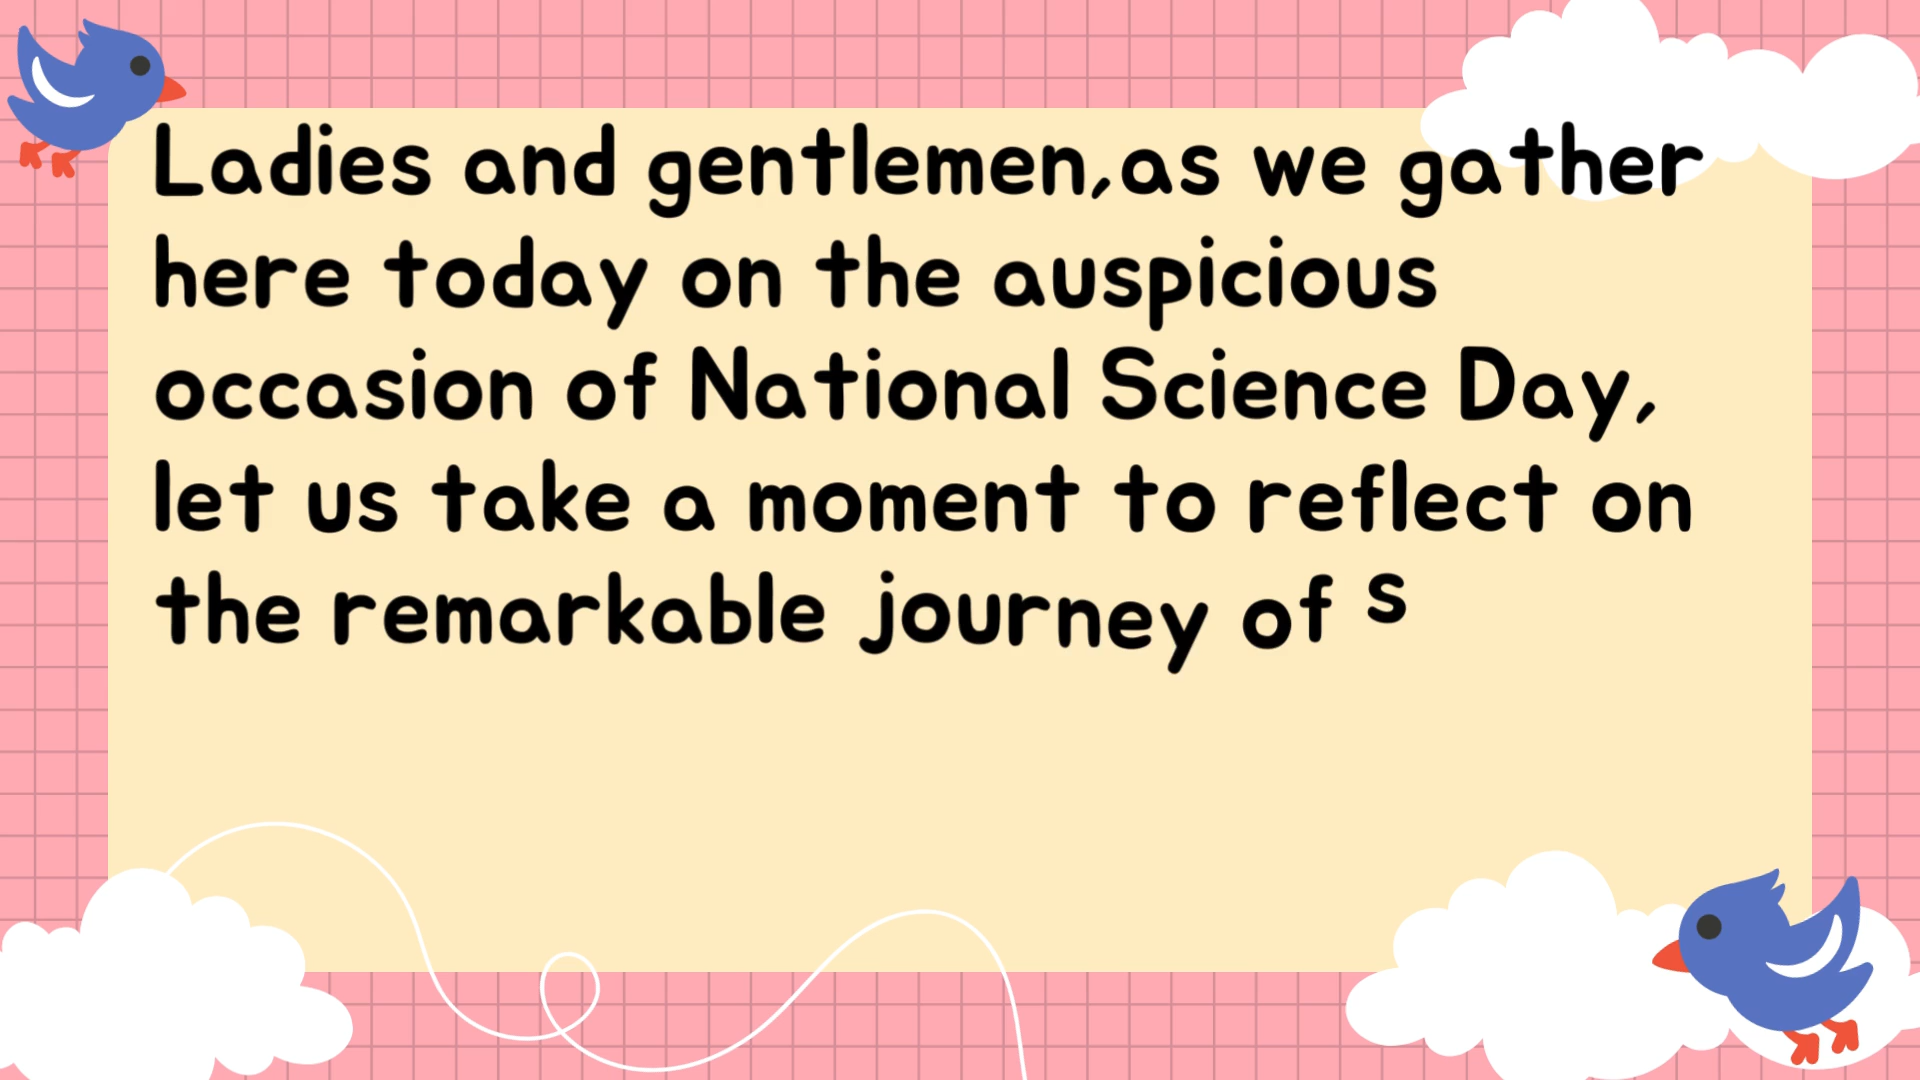 Ladies and gentlemen,as we gather
here today on the auspicious
occasion of National Science Day,
let us take a moment to reflect on
the remarkable journey of s